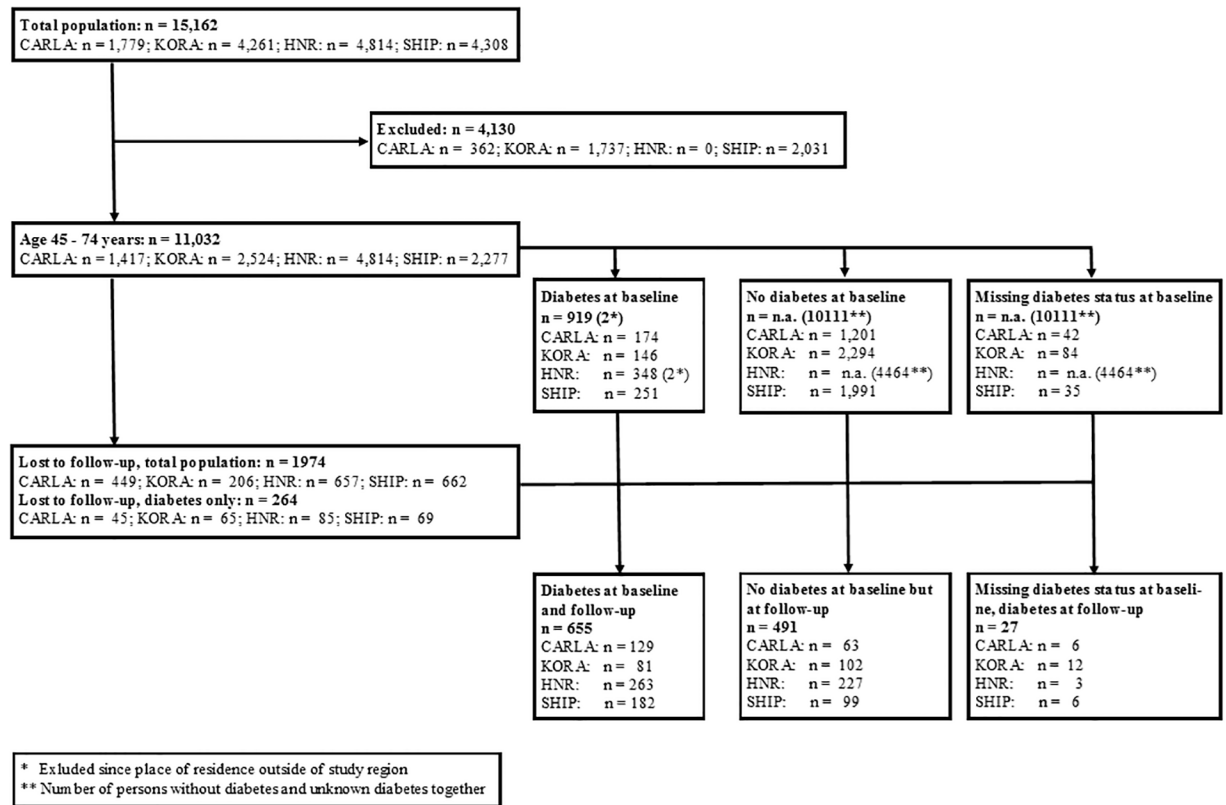 Total population: n = 15,162
CARLA: n = 1,779; KORA: n = 4,261; HNR: n = 4,814; SHIP: n = 4,308
Excluded: n = 4,130
CARLA: n = 362; KORA: n = 1,737; HNR: n = 0; SHIP: n = 2,031
Age 45 - 74 years: n = 11,032
CARLA: n = 1,417; KORA: n = 2,524; HNR: n = 4,814; SHIP: n = 2,277
Diabetes at baseline
n = 919 (2*)
CARLA: n = 174
KORA: n = 146
HNR: n = 348 (2*)
SHIP: n = 251
No diabetes at baseline
n = n.a. (10111**)
CARLA: n = 1,201
KORA: n = 2,294
HNR: n = n.a. (4464**)
SHIP: n = 1,991
Missing diabetes status at baseline
n = n.a. (10111**)
CARLA: n = 42
KORA: n = 84
HNR: n = n.a. (4464**)
SHIP: n = 35
Lost to follow-up, total population: n = 1974
CARLA: n = 449; KORA: n = 206; HNR: n = 657; SHIP: n = 662
Lost to follow-up, diabetes only: n = 264
CARLA: n = 45; KORA: n = 65; HNR: n = 85; SHIP: n = 69
Diabetes at baseline
and follow-up
n = 655
CARLA: n = 129
KORA: n = 81
HNR: n = 263
SHIP: n = 182
No diabetes at baseline but
at follow-up
n = 491
CARLA: n = 63
KORA: n = 102
HNR: n = 227
SHIP: n = 99
Missing diabetes status at baseli-
ne, diabetes at follow-up
n = 27
CARLA: n = 6
KORA: n = 12
HNR: n = 3
SHIP: n = 6
* Exluded since place of residence outside of study region
** Number of persons without diabetes and unknown diabetes together